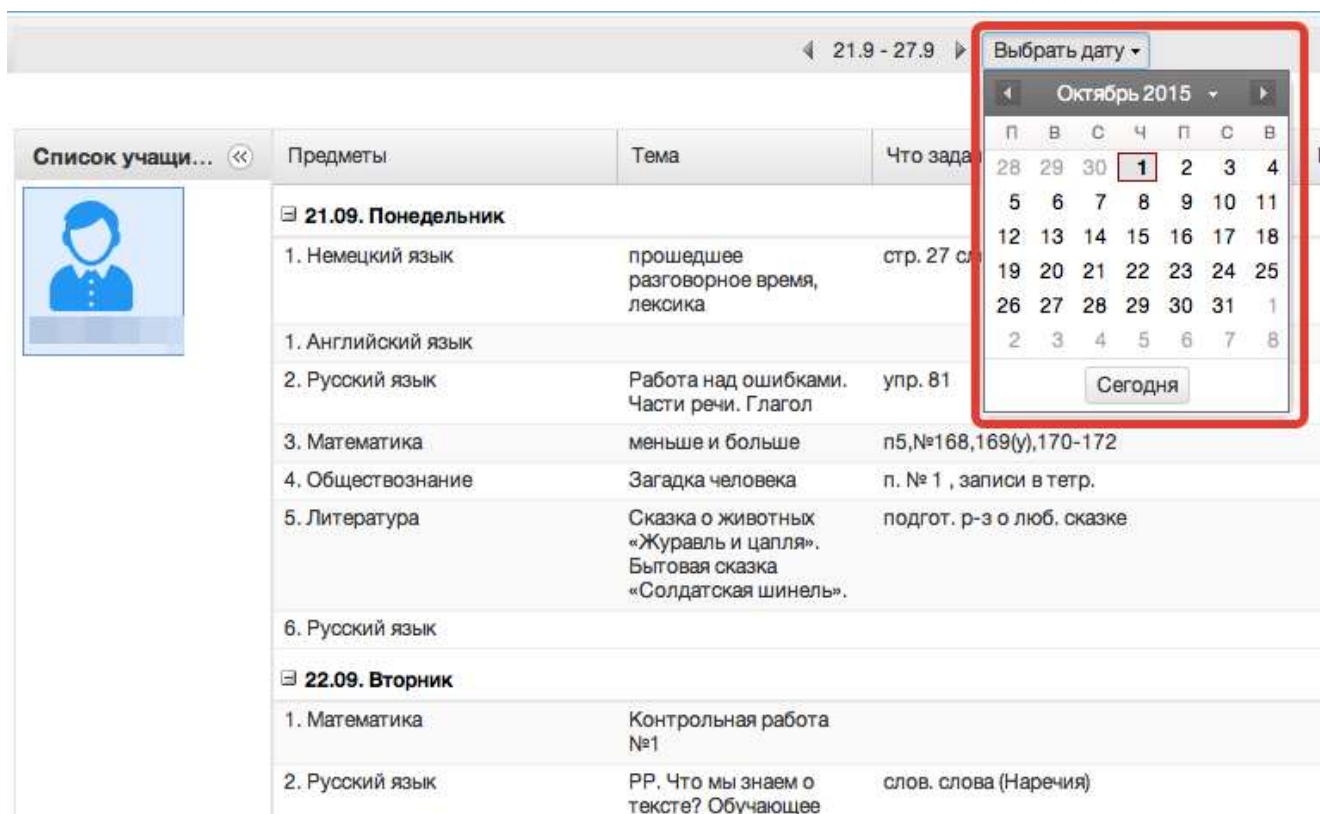 21.9 - 27.9 Выбрать дату
Октябрь 2015
П В С Ч П С В
28 29 30 1 2 3 4
5 6 7 8 9 10 11
12 13 14 15 16 17 18
19 20 21 22 23 24 25
26 27 28 29 30 31 1
2 3 4 5 6 7 8
Сегодня
Список учащи... Предметы Тема Что
21.09. Понедельник
1. Немецкий язык
прошедшее
разговорное время,
лексика
стр. 27
1. Английский язык
2. Русский язык
Работа над ошибками.
Части речи. Глагол
упр. 81
3. Математика
меньше и больше
п5,№168,169(у),170-172
4. Обществознание
Загадка человека
п. № 1 , записи в тетр.
5. Литература
Сказка о животных
«Журавль и цапля».
Бытовая сказка
«Солдатская шинель».
подгот. р-з о люб. сказке
6. Русский язык
22.09. Вторник
1. Математика
Контрольная работа
№1
2. Русский язык
РР. Что мы знаем о
тексте? Обучающее
слов. слова (Наречия)